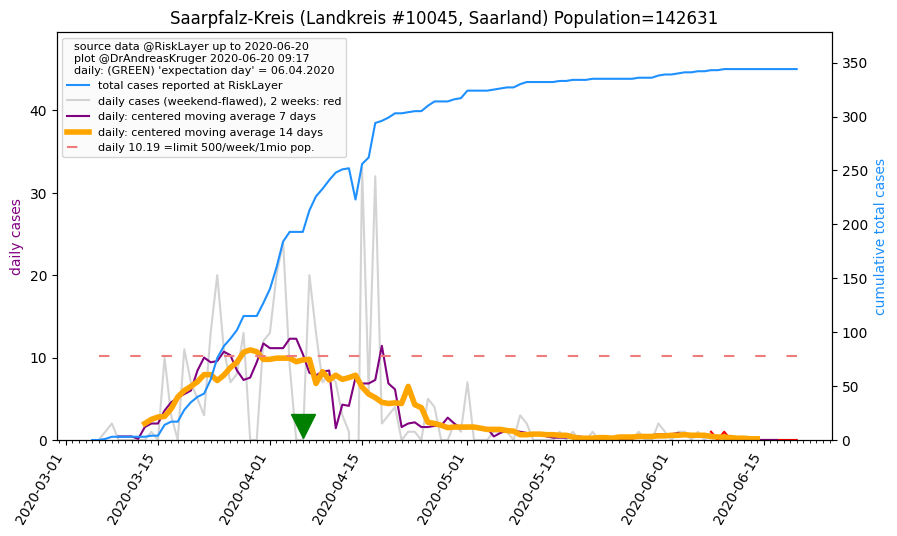 Saarpfalz-Kreis (Landkreis #10045, Saarland) Population=142631
source data @RiskLayer up to 2020-06-20
plot @DrAndreasKruger 2020-06-20 09:17
daily: (GREEN) 'expectation day' = 06.04.2020
total cases reported at RiskLayer
daily cases (weekend-flawed), 2 weeks: red
daily: centered moving average 7 days
daily: centered moving average 14 days
daily 10.19 =limit 500/week/1mio pop.
daily cases
40
30
20
10
0
cumulative total cases
350
300
250
200
150
100
50
0
2020-03-01
2020-03-15
2020-04-01
2020-04-15
2020-05-01
2020-05-15
2020-06-01
2020-06-15